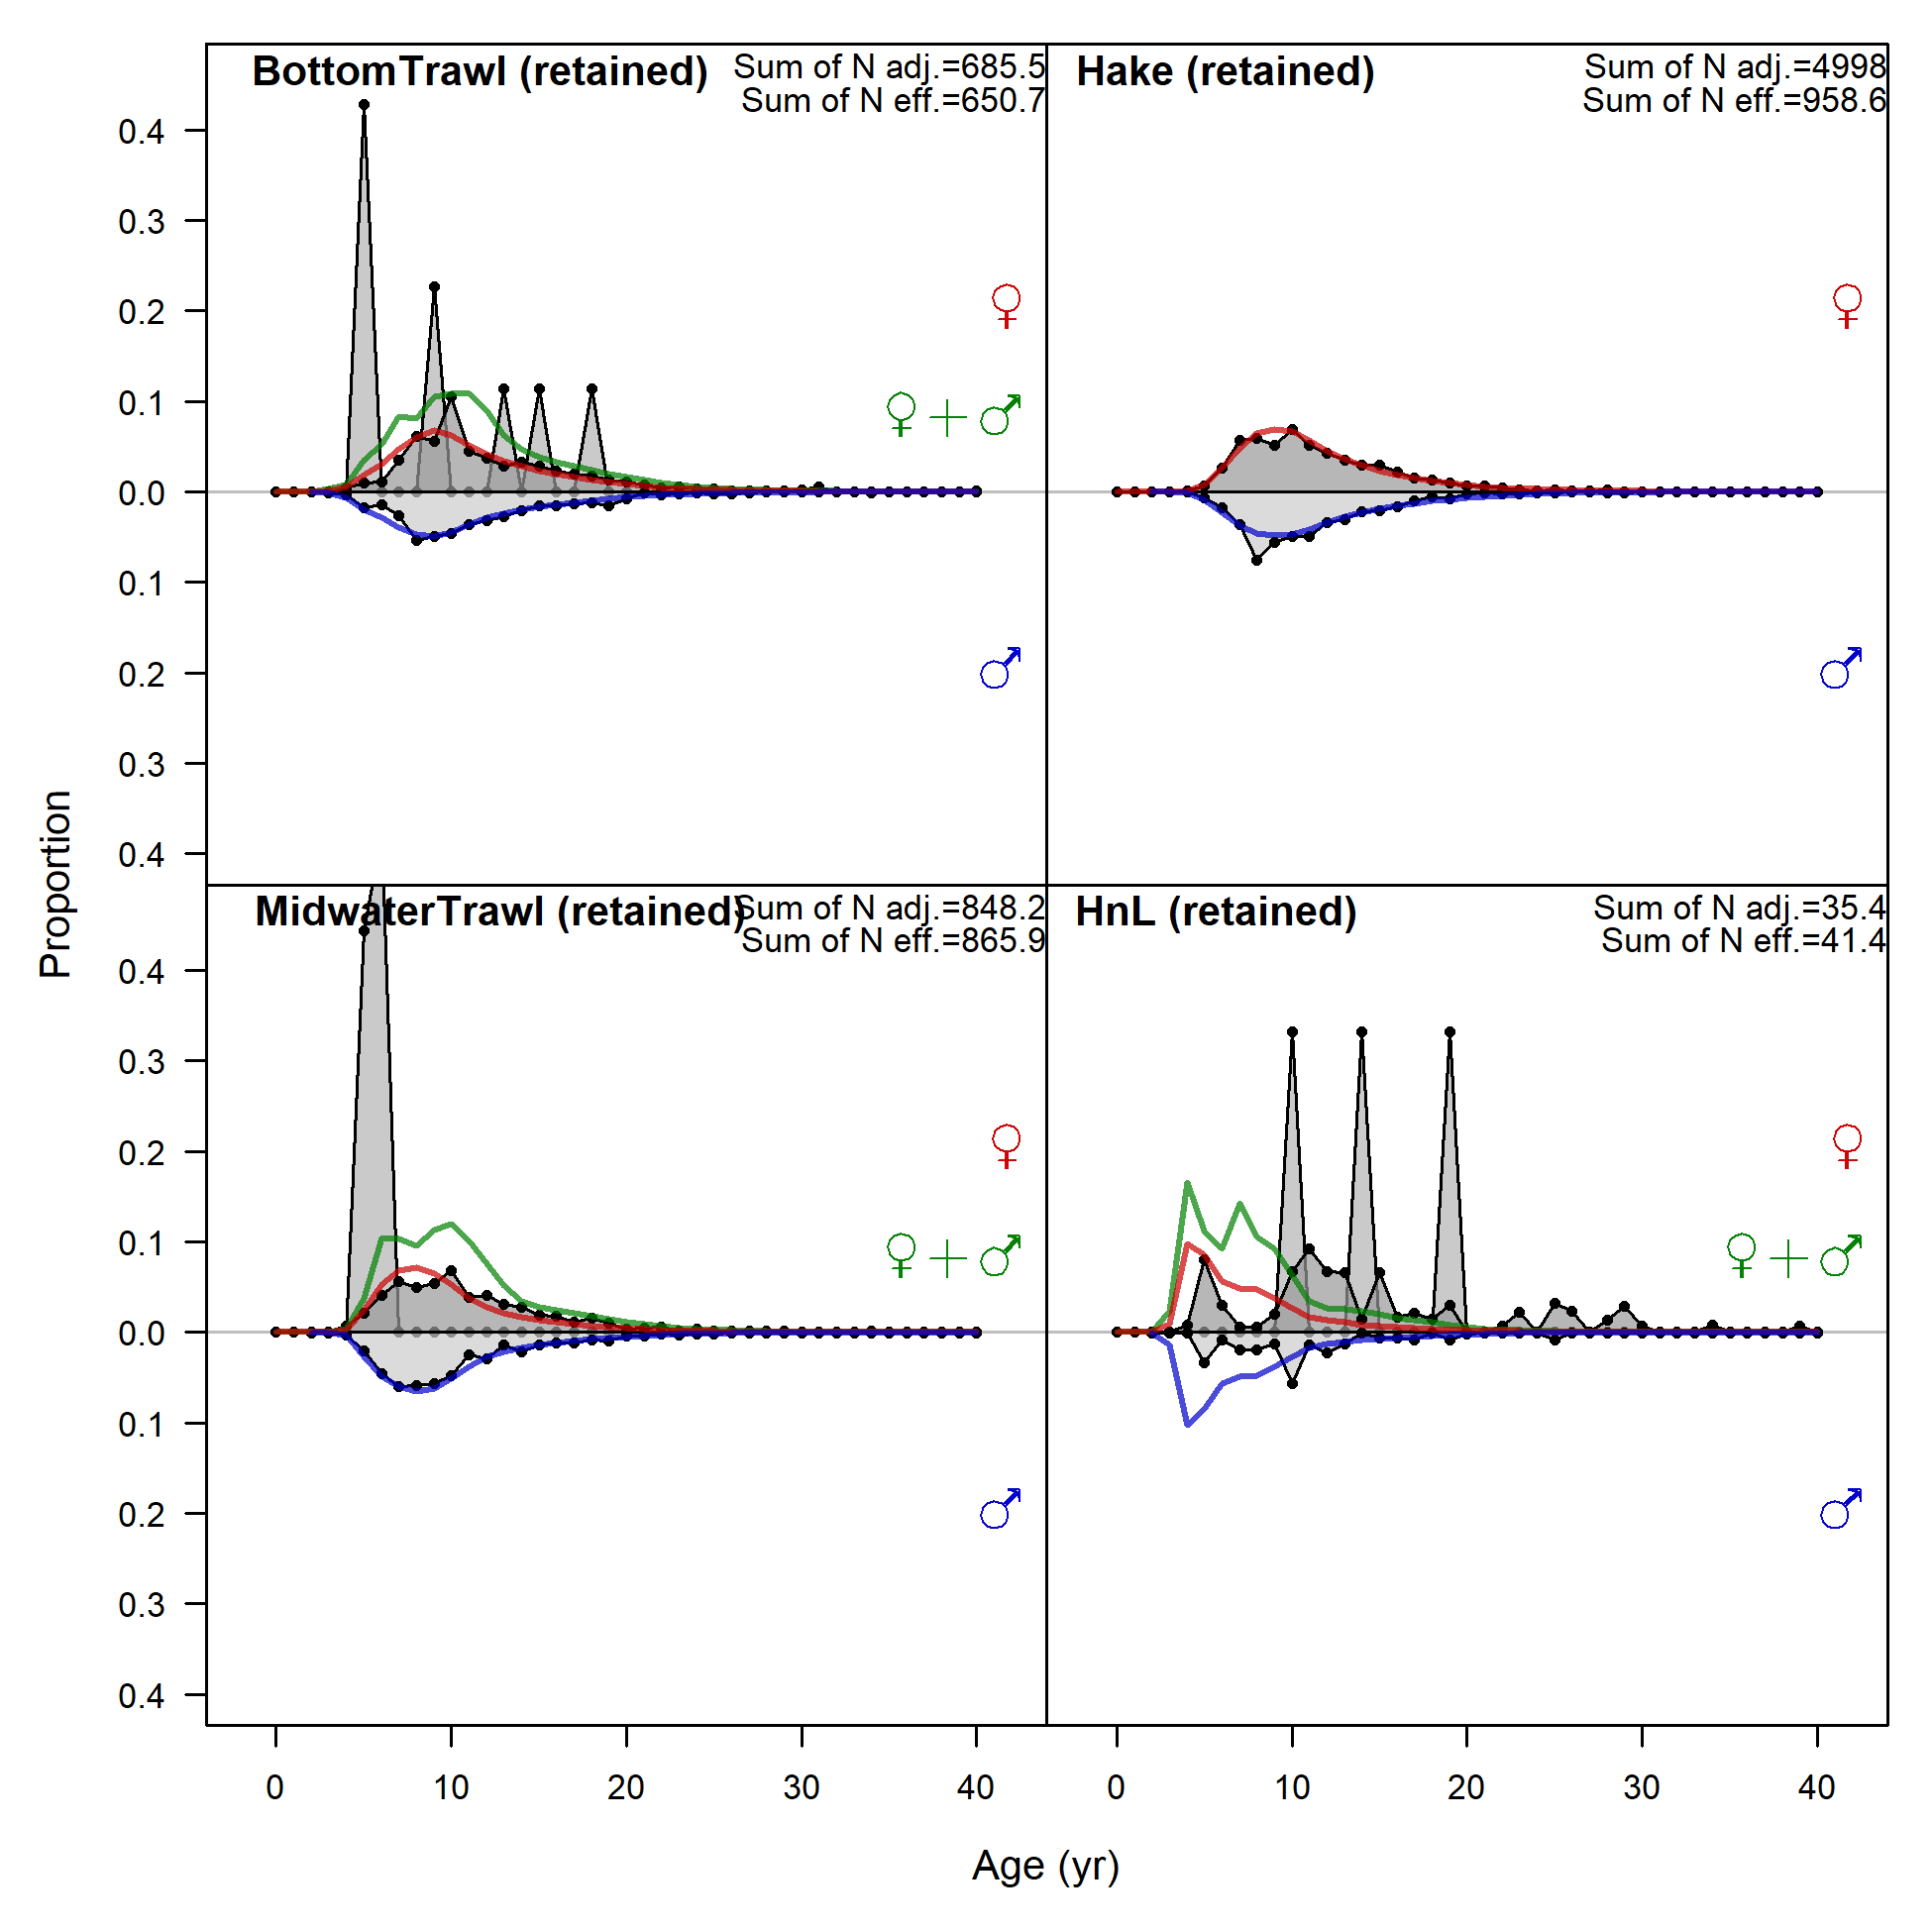 BottomTrawl (retained)
Sum of N adj.=685.5
Sum of N eff.=650.7
Hake (retained)
Sum of N adj.=4998
Sum of N eff.=958.6
0.4
0.3
0.2
0.1
0.0
0.1
0.2
0.3
0.4
♀
♀+♂
♂
♀
♂
MidwaterTrawl (retained)
Sum of N adj.=848.2
Sum of N eff.=865.9
HnL (retained)
Sum of N adj.=35.4
Sum of N eff.=41.4
0.4
0.3
0.2
0.1
0.0
0.1
0.2
0.3
0.4
♀
♀+♂
♂
♀
♀+♂
♂
Proportion
0 10 20 30 40 0 10 20 30 40
Age (yr)